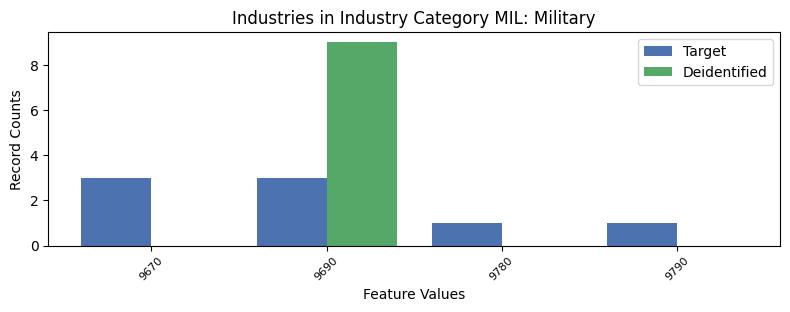 Industries in Industry Category MIL: Military
Target
Deidentified
Record Counts
8
6
4
2
0
9670
9690
9780
9790
Feature Values